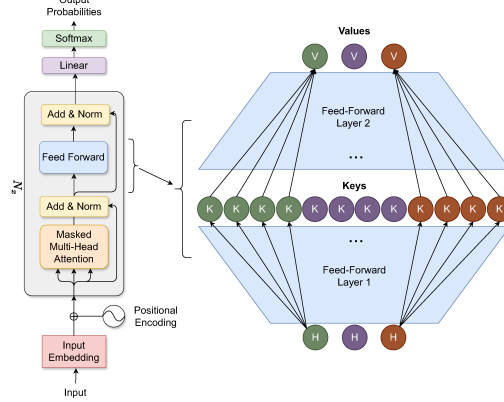 Output
Probabilities
Softmax
Linear
Add & Norm
Feed Forward
Nx
Add & Norm
Masked
Multi-Head
Attention
Positional
Encoding
Input
Embedding
Input
Values
V V V
Feed-Forward
Layer 2
...
Keys
K K K K K K K K K K K K
...
Feed-Forward
Layer 1
H H H